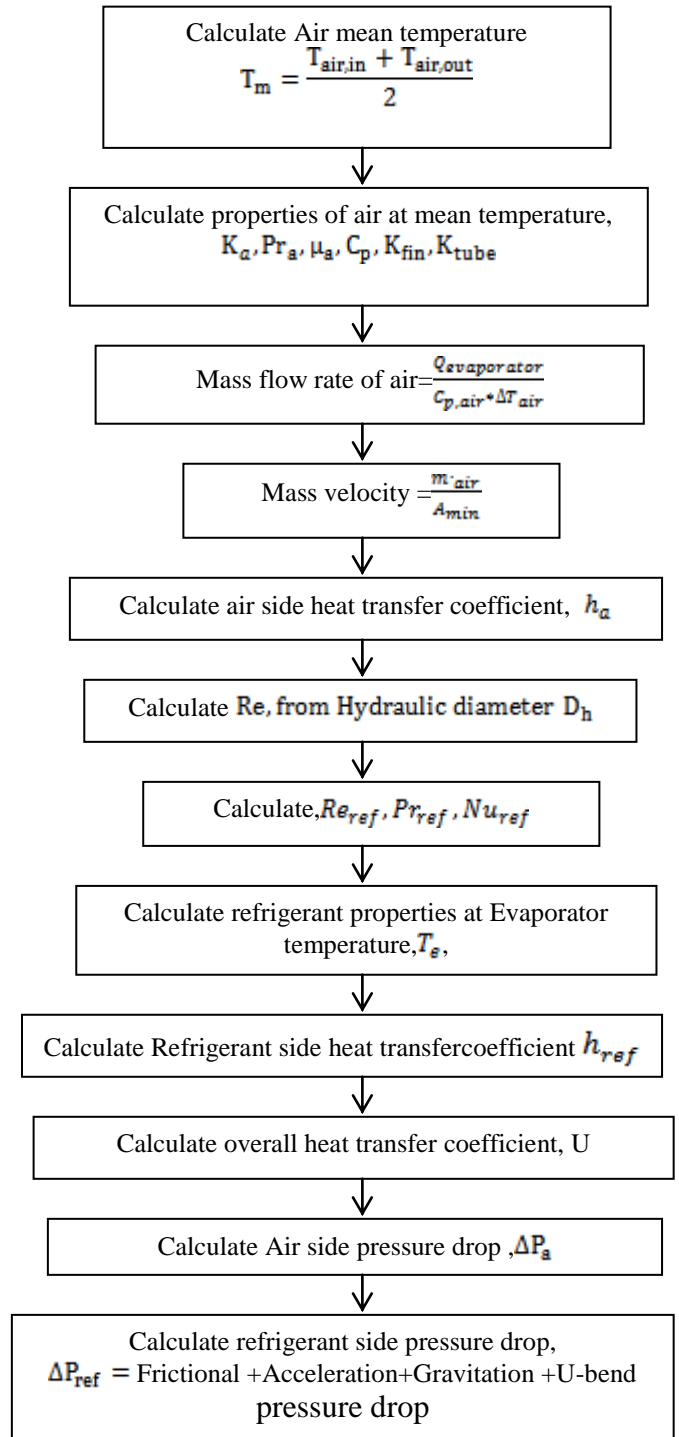 Calculate Air mean temperature
T_m = (T_air,in + T_air,out) / 2
Calculate properties of air at mean temperature,
K_a, Pr_a, μ_a, C_p, K_fin, K_tube
Mass flow rate of air= Q_evaporator / C_p,air*ΔT_air
Mass velocity = m·_air / A_min
Calculate air side heat transfer coefficient, h_a
Calculate Re, from Hydraulic diameter D_h
Calculate, Re_ref, Pr_ref, Nu_ref
Calculate refrigerant properties at Evaporator
temperature, T_e,
Calculate Refrigerant side heat transfercoefficient h_ref
Calculate overall heat transfer coefficient, U
Calculate Air side pressure drop ,ΔP_a
Calculate refrigerant side pressure drop,
ΔP_ref = Frictional +Acceleration+Gravitation +U-bend
pressure drop